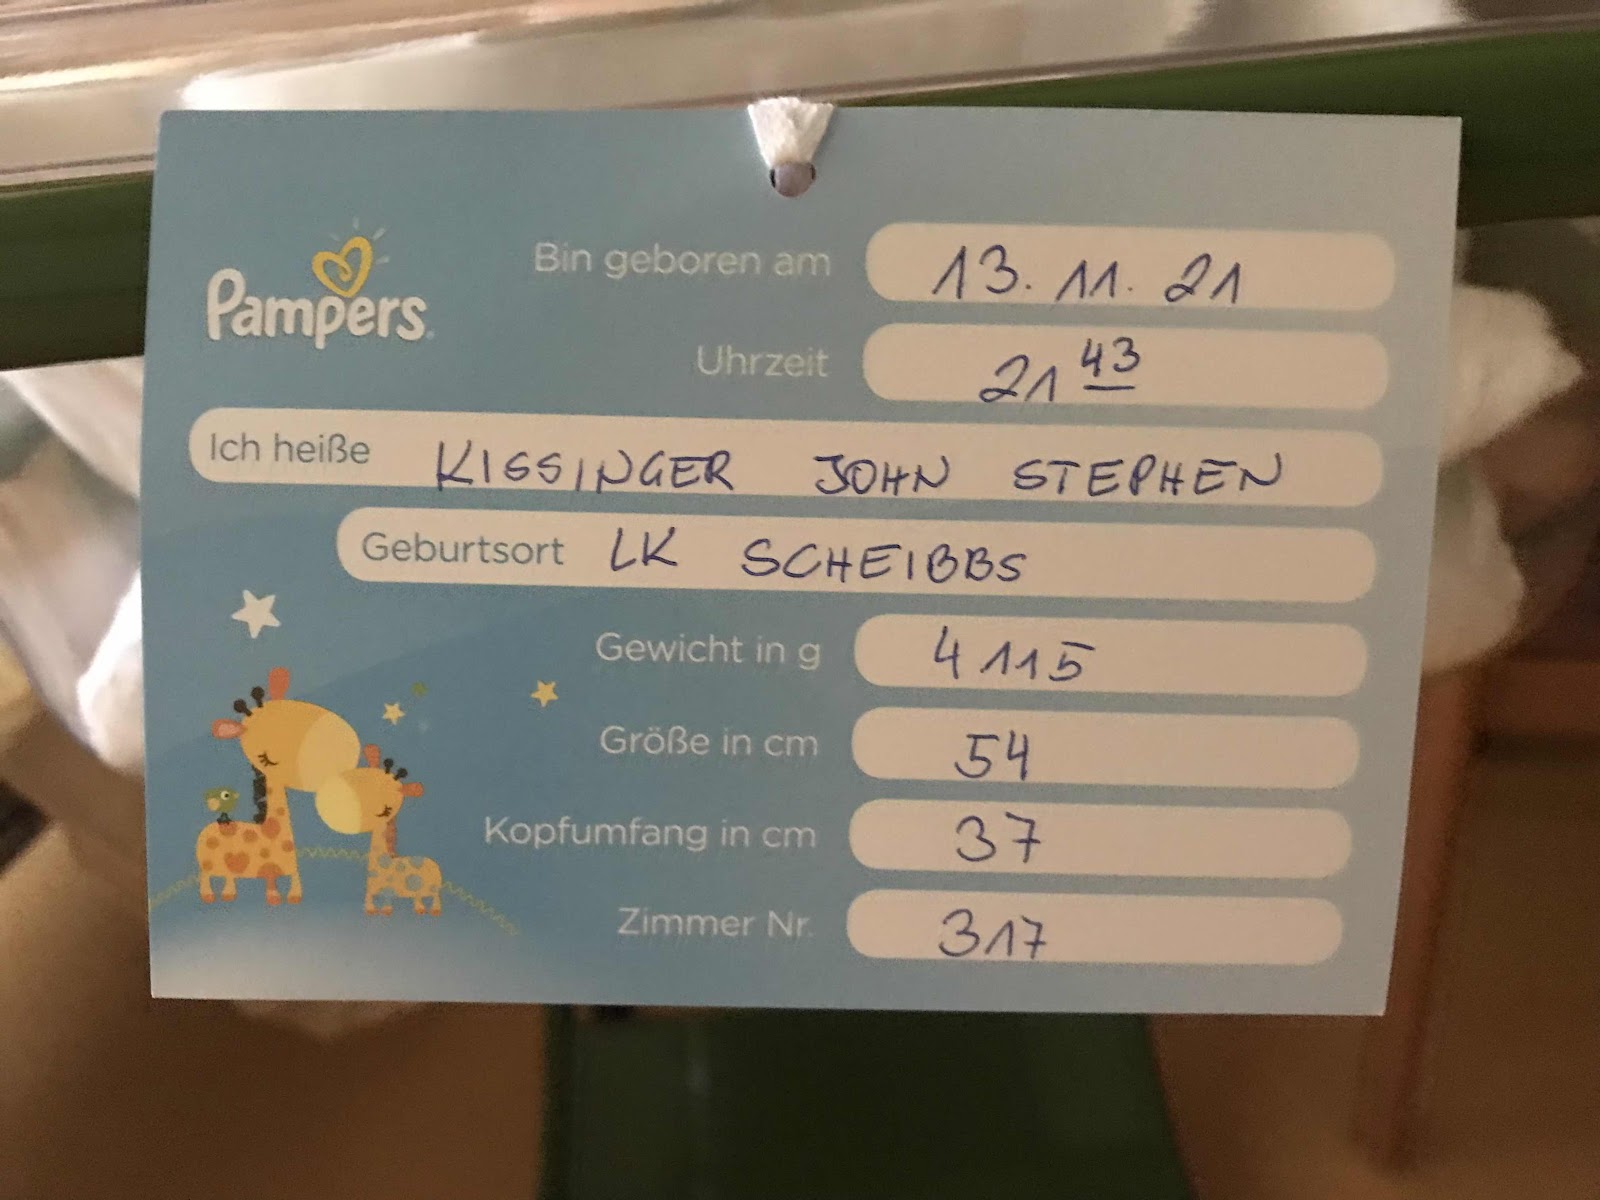 Pampers
Bin geboren am 13. 11. 21
Uhrzeit 21 43
Ich heiße KISSINGER JOHN STEPHEN
Geburtsort LK SCHEIBBS
Gewicht in g 4115
Größe in cm 54
Kopfumfang in cm 37
Zimmer Nr. 317